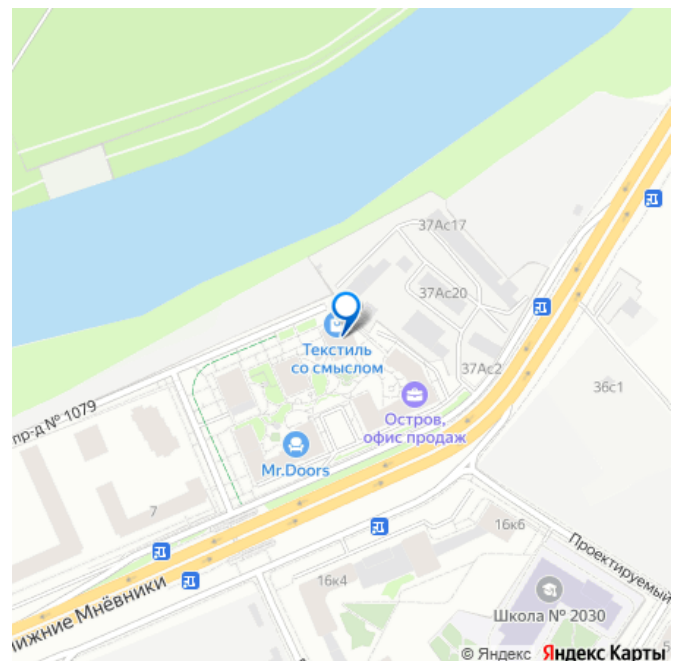 37Ас17
37Ас20
Текстиль
со смыслом
37Ас2
36с1
пр-д № 1079
Остров,
офис продаж
Mr.Doors
7
16к6
Проектируемый
16к4
ижние Мнёвники
Школа № 2030
5
© Яндекс Яндекс Карты